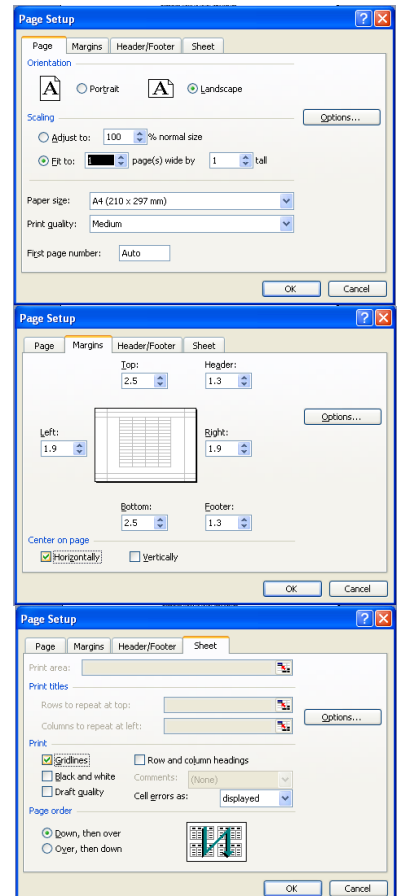 Page Setup
Page Margins Header/Footer Sheet
Orientation
A Portrait A Landscape
Scaling
Options...
Adjust to: 100 % normal size
Fit to: 1 page(s) wide by 1 tall
Paper size: A4 (210 x 297 mm)
Print quality: Medium
First page number: Auto
OK Cancel
Page Setup
Page Margins Header/Footer Sheet
Top: Header:
2.5 1.3
Options...
Left: Right:
1.9 1.9
Bottom: Footer:
2.5 1.3
Center on page
Horizontally Vertically
OK Cancel
Page Setup
Page Margins Header/Footer Sheet
Print area:
Print titles
Rows to repeat at top:
Options...
Columns to repeat at left:
Print
Gridlines Row and column headings
Black and white Comments: (None)
Draft quality Cell errors as: displayed
Page order
Down, then over
Over, then down
OK Cancel